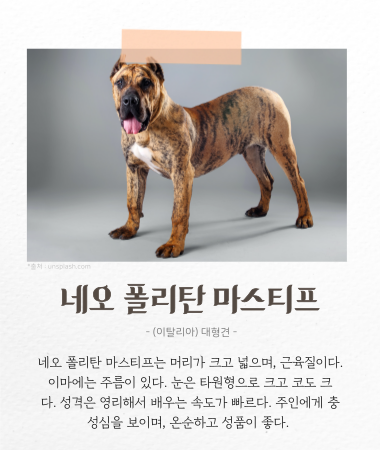 *출처 : unsplash.com
네오 폴리탄 마스티프
- (이탈리아) 대형견 -
네오 폴리탄 마스티프는 머리가 크고 넓으며, 근육질이다.
이마에는 주름이 있다. 눈은 타원형으로 크고 코도 크
다. 성격은 영리해서 배우는 속도가 빠르다. 주인에게 충
성심을 보이며, 온순하고 성품이 좋다.